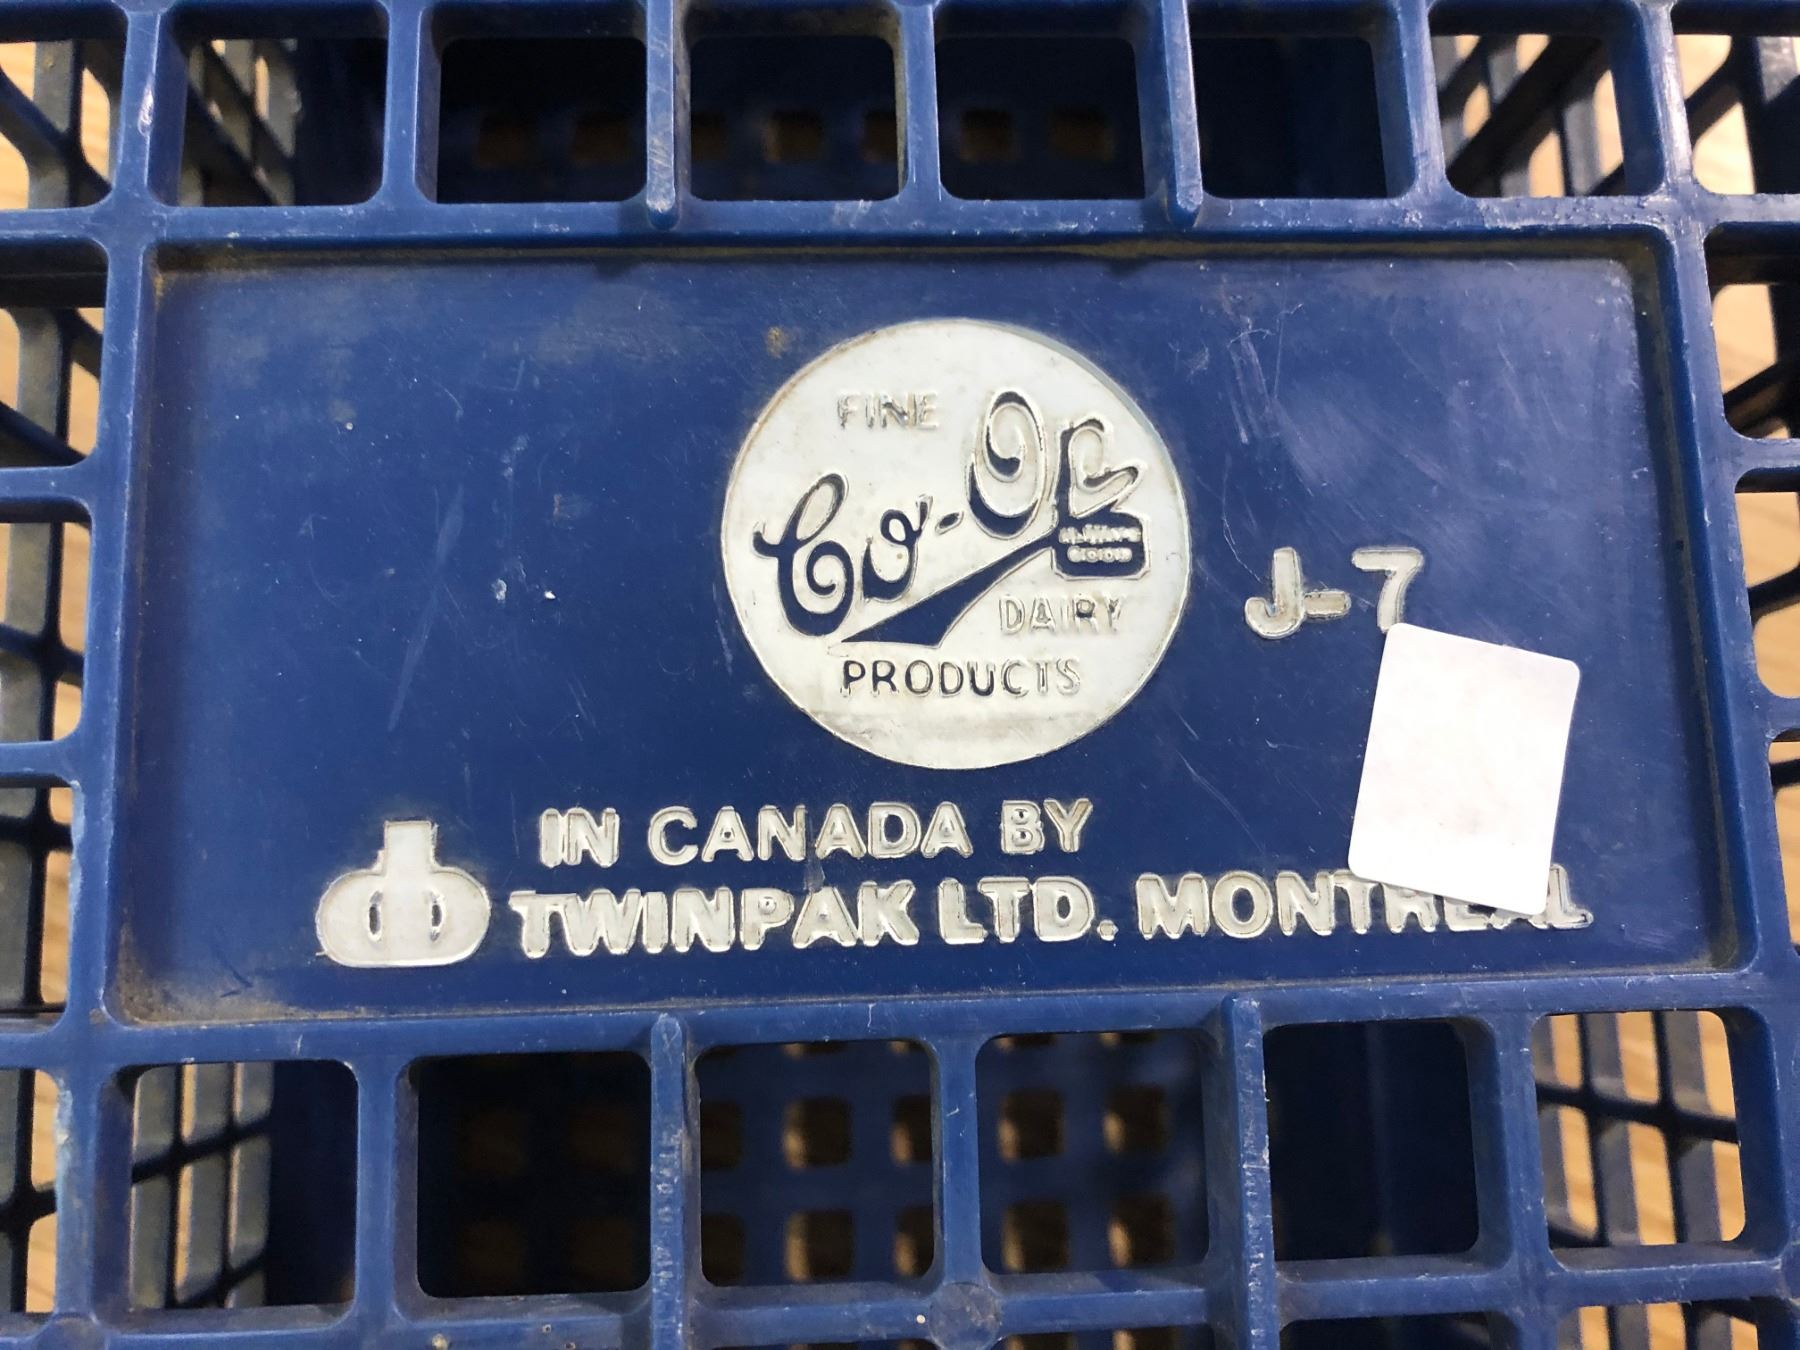 FINE
Co-Op
DAIRY
PRODUCTS
J-7
IN CANADA BY
TWINPAK LTD. MONTREAL